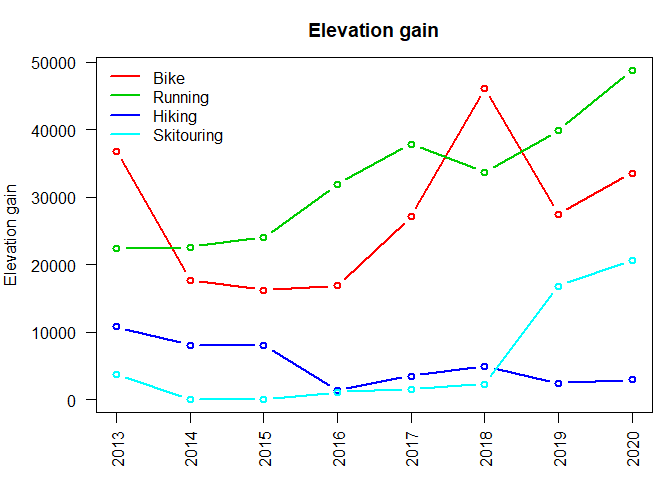 Elevation gain
Bike
Running
Hiking
Skitouring
Elevation gain
50000
40000
30000
20000
10000
0
2013 2014 2015 2016 2017 2018 2019 2020